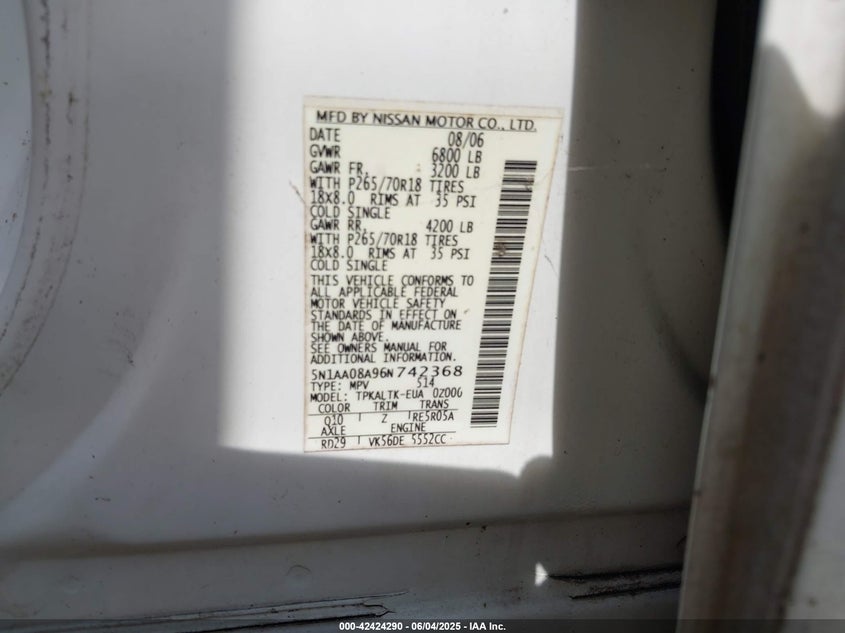 MFD BY NISSAN MOTOR CO., LTD.
DATE 08/06
GVWR 6800 LB
GAWR FR. 3200 LB
WITH P265/70R18 TIRES
18X8.0 RIMS AT 35 PSI
COLD SINGLE
GAWR RR. 4200 LB
WITH P265/70R18 TIRES
18X8.0 RIMS AT 35 PSI
COLD SINGLE
THIS VEHICLE CONFORMS TO
ALL APPLICABLE FEDERAL
MOTOR VEHICLE SAFETY
STANDARDS IN EFFECT ON
THE DATE OF MANUFACTURE
SHOWN ABOVE.
SEE OWNERS MANUAL FOR
ADDITIONAL INFORMATION.
5N1AA08A96N742368
TYPE: MPV 514
MODEL: TPKALTK-EUA 02006
COLOR TRIM TRANS
Q10 Z RE5R05A
AXLE ENGINE
RD29 VK56DE 5552CC
000-42424290 - 06/04/2025 - IAA Inc.